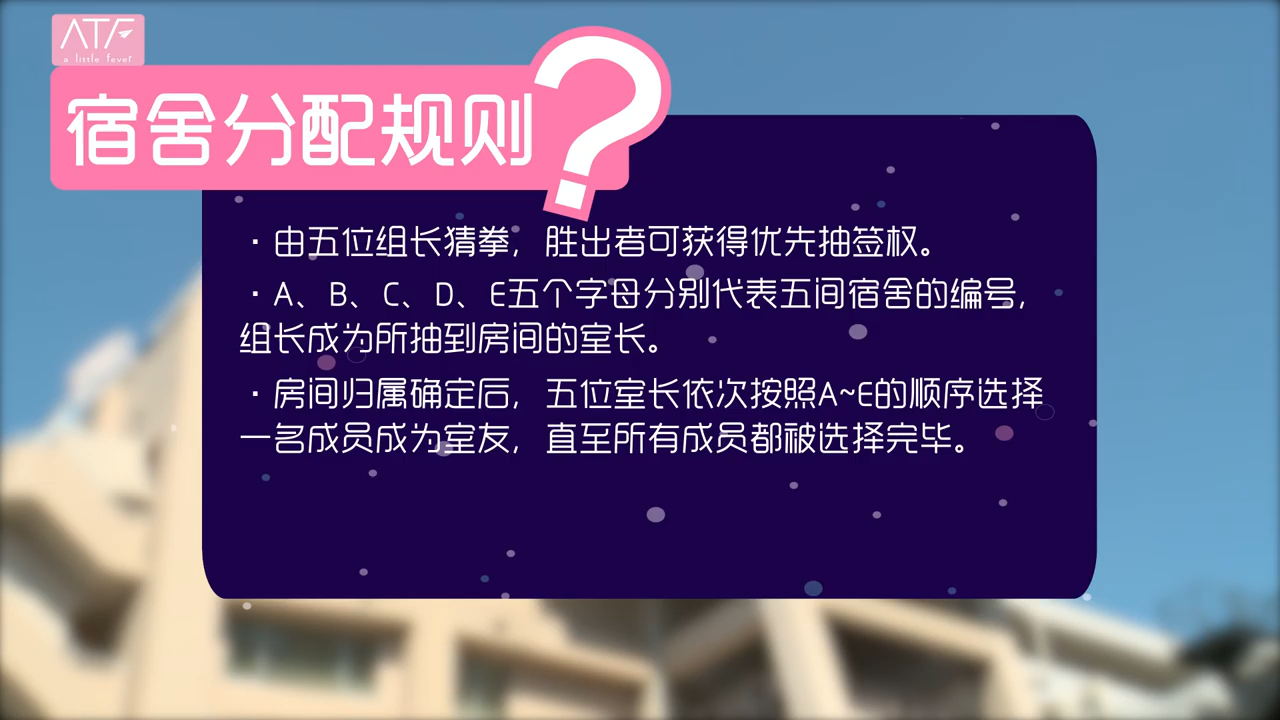 ATF
a little fever
宿舍分配规则?
·由五位组长猜拳，胜出者可获得优先抽签权。
·A、B、C、D、E五个字母分别代表五间宿舍的编号，
组长成为所抽到房间的室长。
·房间归属确定后，五位室长依次按照A~E的顺序选择
一名成员成为室友，直至所有成员都被选择完毕。